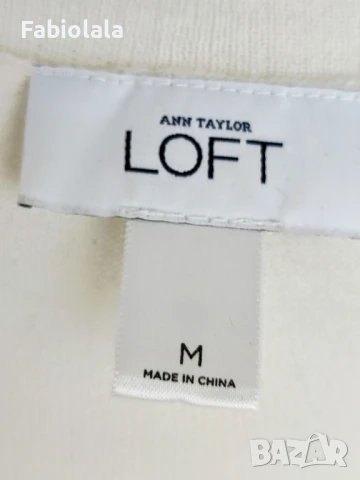 Fabiolala
ANN TAYLOR
LOFT
M
MADE IN CHINA
BAZAR